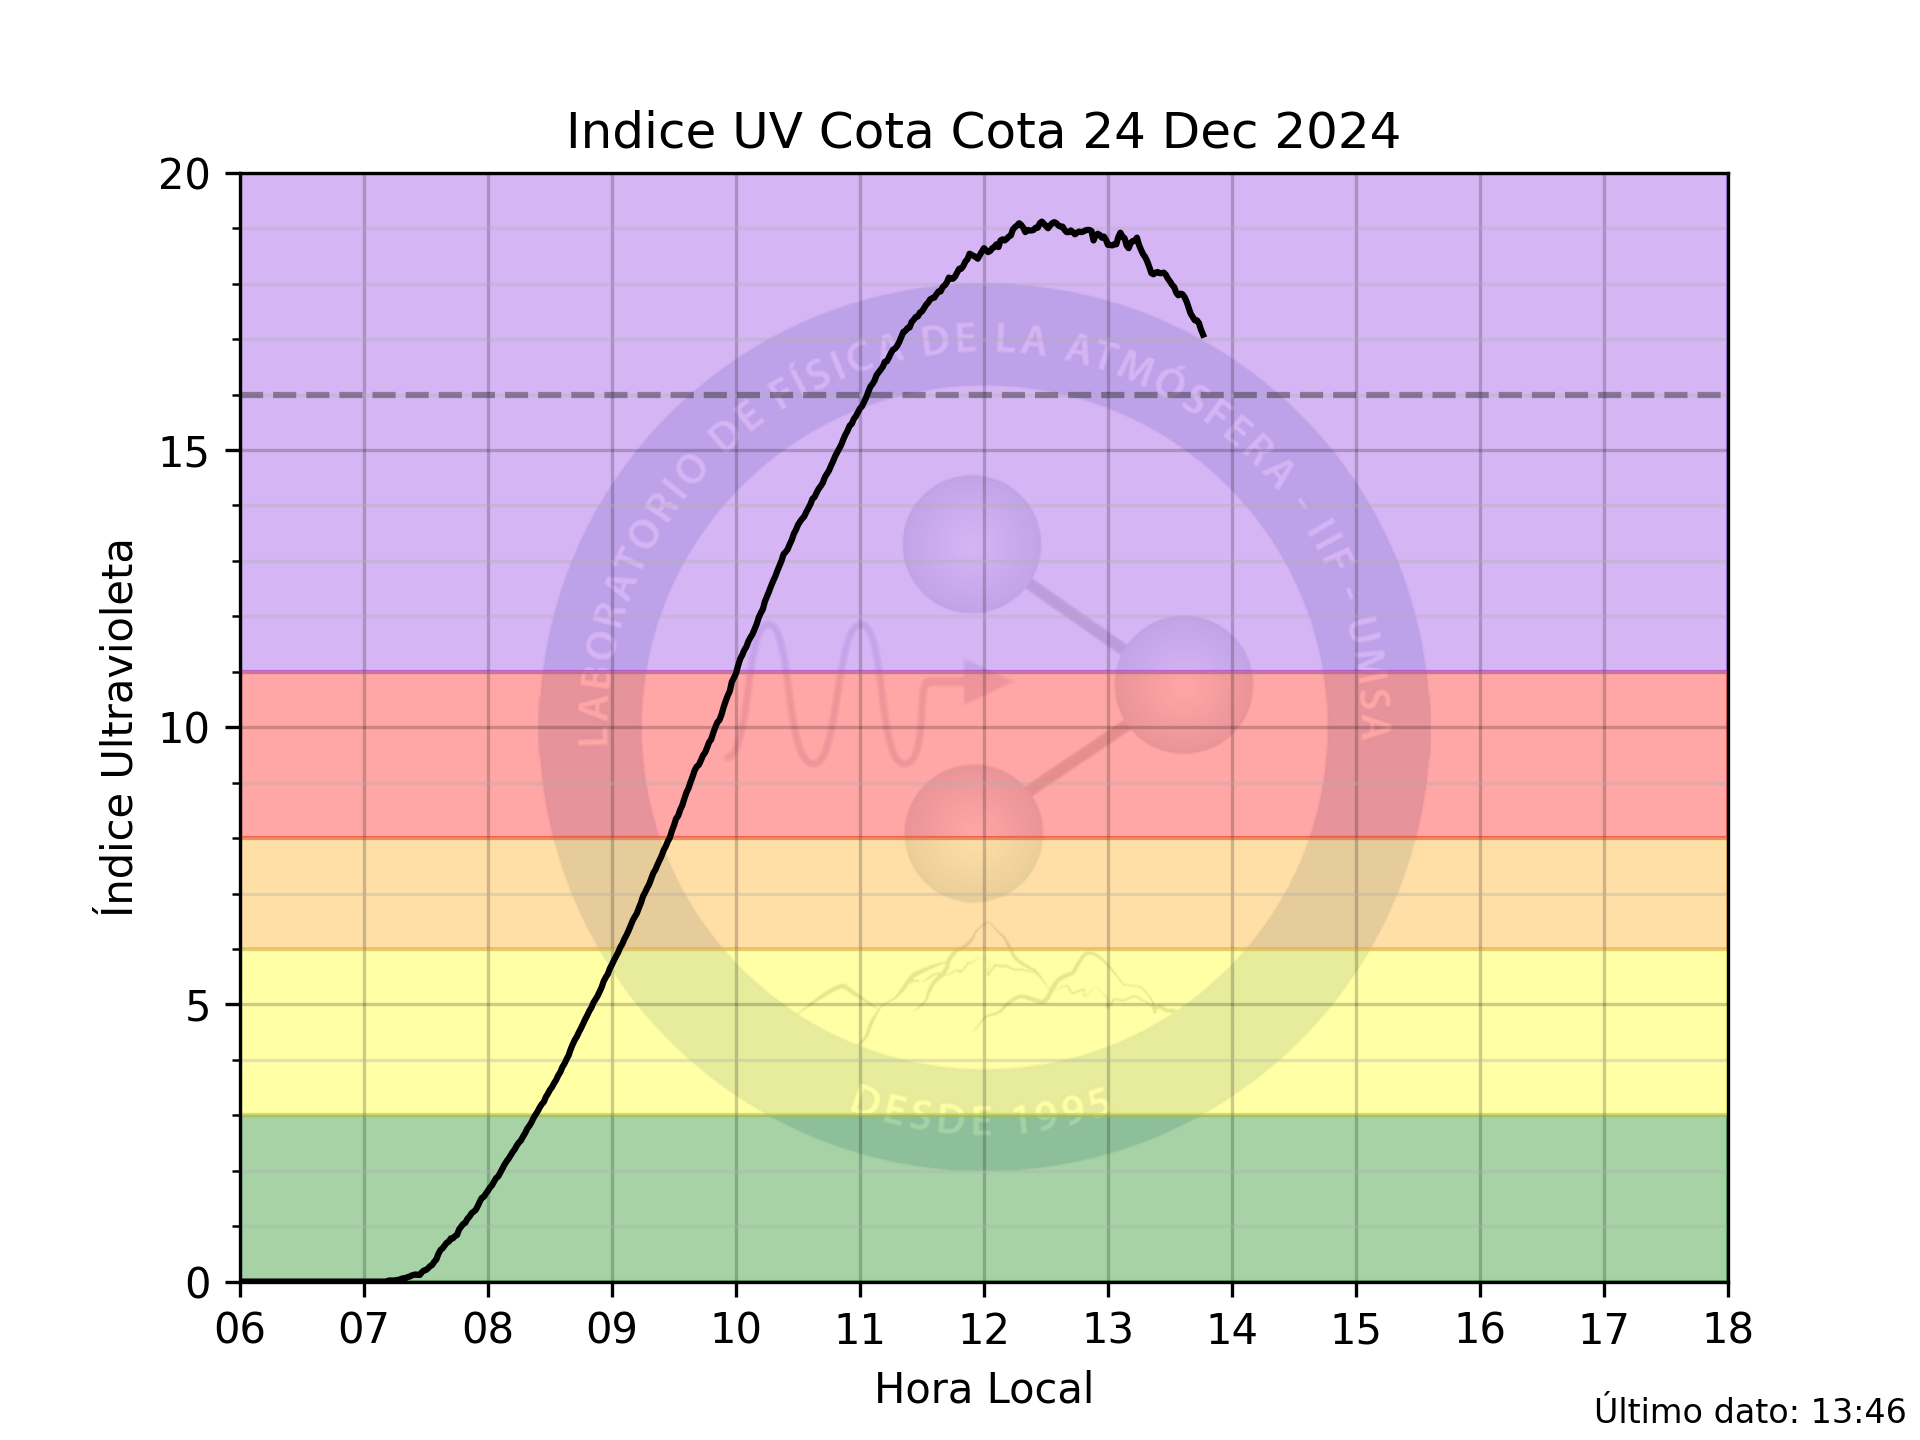 Indice UV Cota Cota 24 Dec 2024
20
15
10
5
0
Índice Ultravioleta
LABORATORIO DE FÍSICA DE LA ATMÓSFERA - IIF - UMSA
DESDE 1995
06 07 08 09 10 11 12 13 14 15 16 17 18
Hora Local
Último dato: 13:46